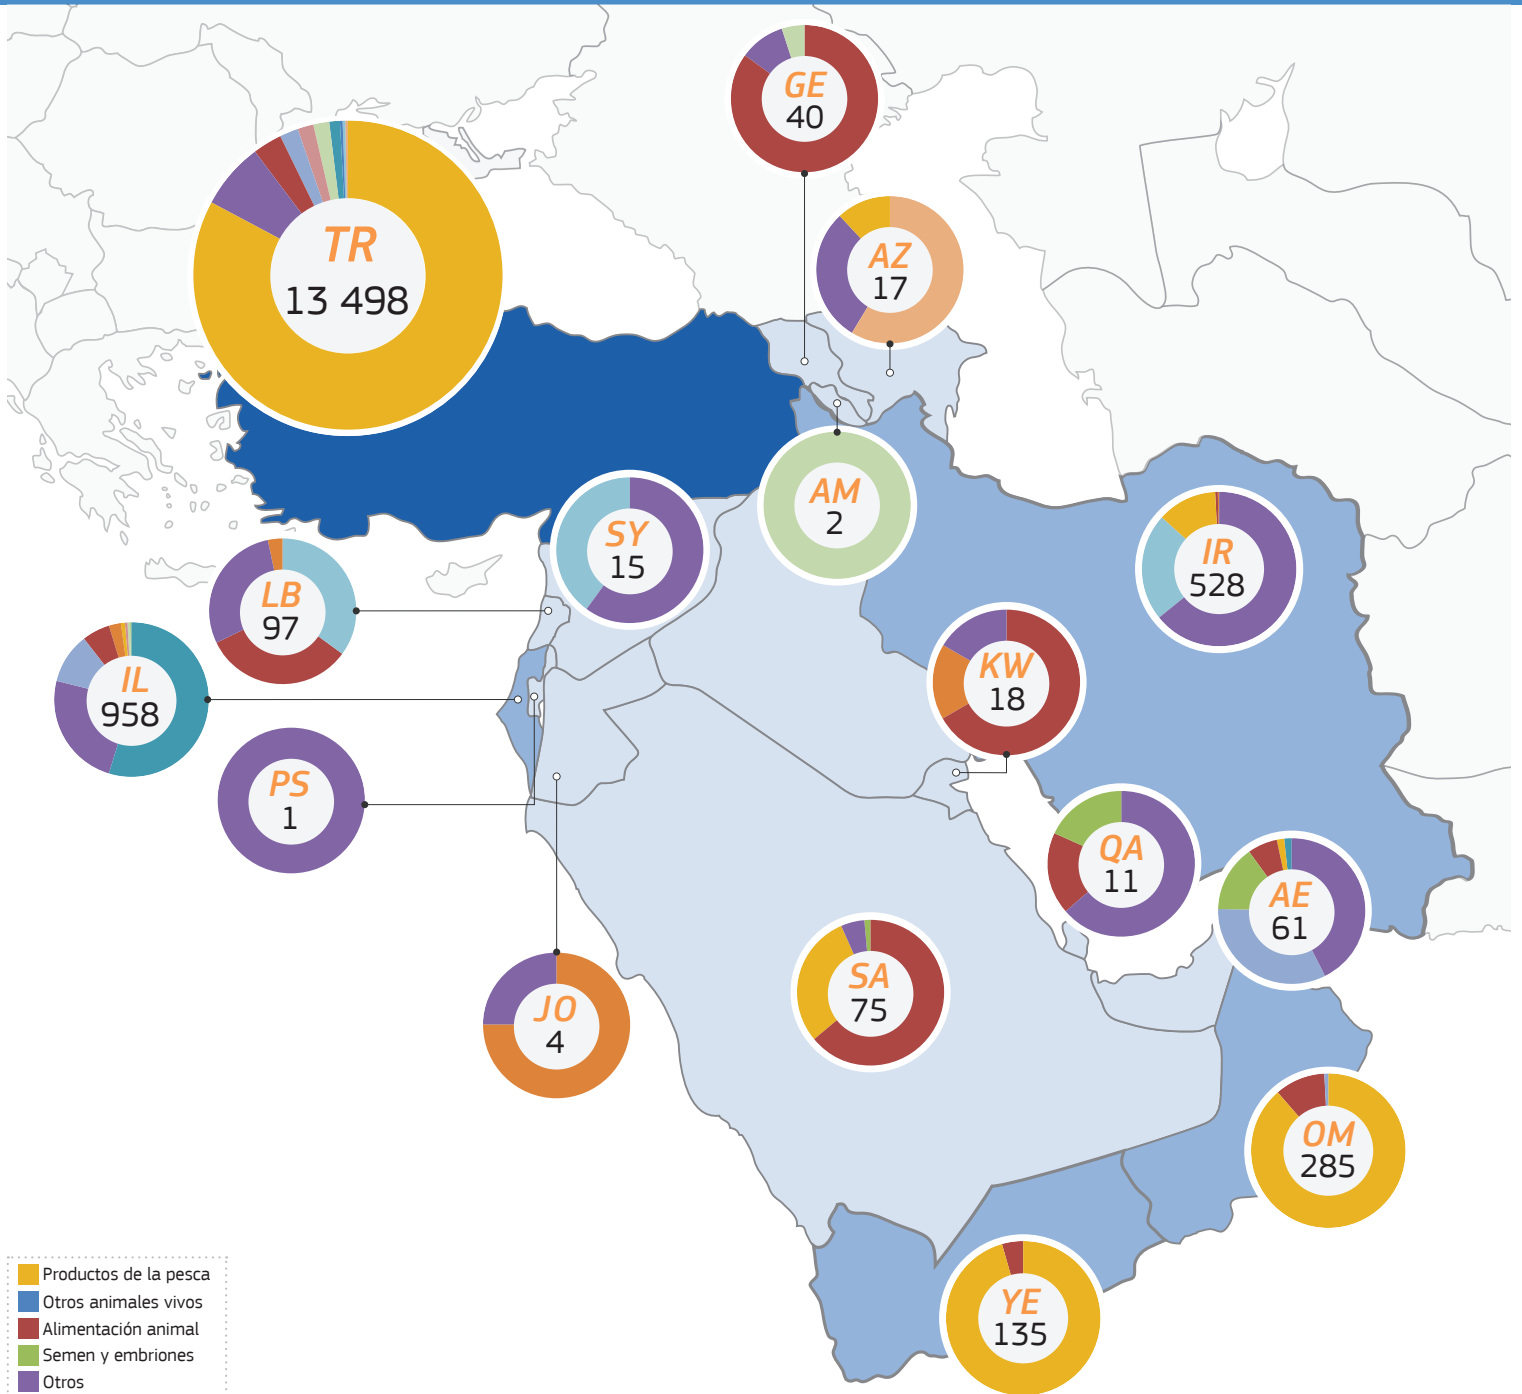 GE
40
TR
13 498
AZ
17
AM
2
SY
15
IR
528
LB
97
IL
958
KW
18
PS
1
QA
11
AE
61
SA
75
JO
4
OM
285
YE
135
Productos de la pesca
Otros animales vivos
Alimentación animal
Semen y embriones
Otros